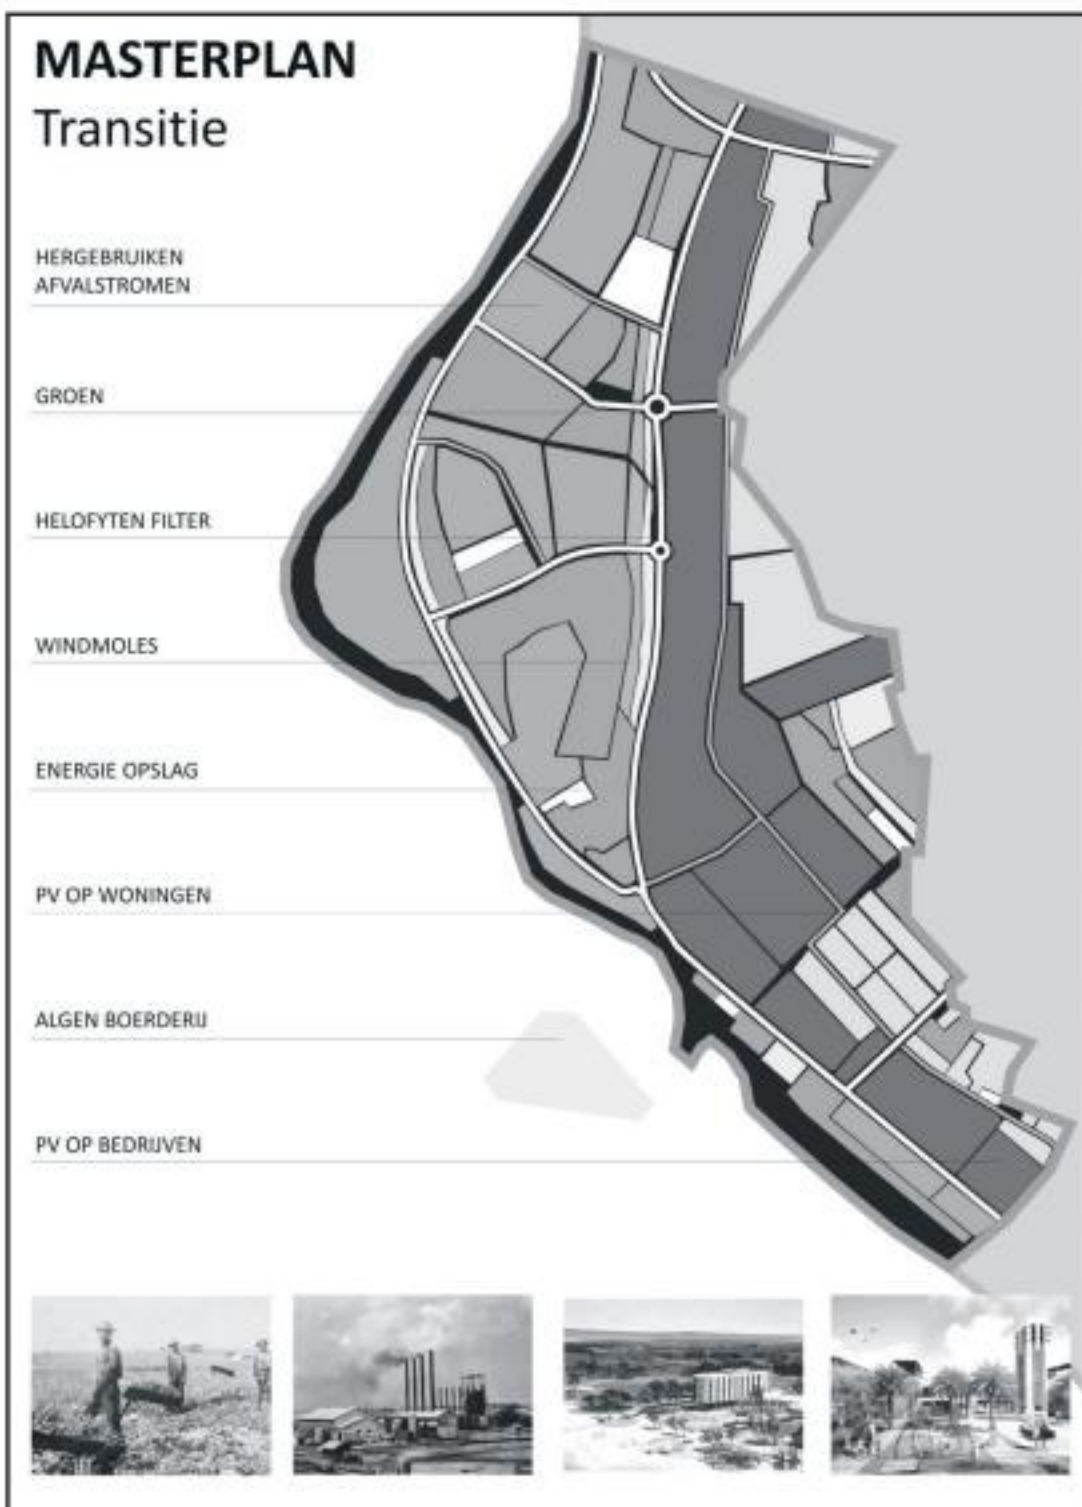 MASTERPLAN
Transitie
HERGEBRUIKEN
AFVALSTROMEN
GROEN
HELOFYTEN FILTER
WINDMOLES
ENERGIE OPSLAG
PV OP WONINGEN
ALGEN BOERDERIJ
PV OP BEDRIJVEN